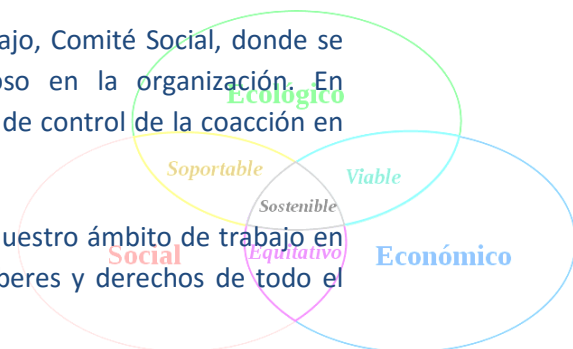 ajo, Comité Social, donde se
oso en la organización. En
Ecológico
de control de la coacción en
Soportable
Viable
Sostenible
uestro ámbito de trabajo en
Social
Equitativo
Económico
beres y derechos de todo el